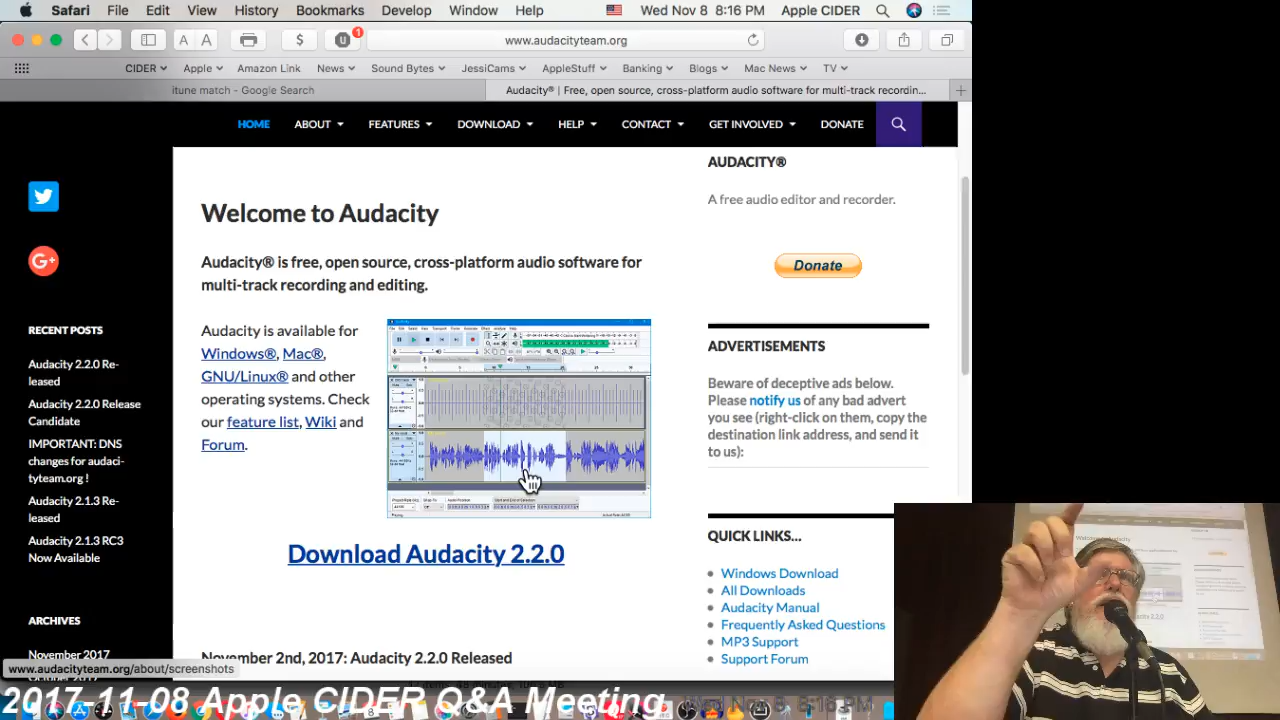 Safari File Edit View History Bookmarks Develop Window Help Wed Nov 8 8:16 PM Apple CIDER
www.audacityteam.org
CIDER Apple Amazon Link News Sound Bytes JessiCams AppleStuff Banking Blogs Mac News TV
itune match - Google Search
Audacity® | Free, open source, cross-platform audio software for multi-track recordin...
HOME ABOUT FEATURES DOWNLOAD HELP CONTACT GET INVOLVED DONATE
RECENT POSTS
Audacity 2.2.0 Re-
leased
Audacity 2.2.0 Release
Candidate
IMPORTANT: DNS
changes for audaci-
tyteam.org !
Audacity 2.1.3 Re-
leased
Audacity 2.1.3 RC3
Now Available
ARCHIVES
November 2017
October 2017
www.audacityteam.org/about/screenshots
Welcome to Audacity
Audacity® is free, open source, cross-platform audio software for
multi-track recording and editing.
Audacity is available for
Windows®, Mac®,
GNU/Linux® and other
operating systems. Check
our feature list, Wiki and
Forum.
Download Audacity 2.2.0
November 2nd, 2017: Audacity 2.2.0 Released
AUDACITY®
A free audio editor and recorder.
Donate
ADVERTISEMENTS
Beware of deceptive ads below.
Please notify us of any bad advert
you see (right-click on them, copy the
destination link address, and send it
to us):
QUICK LINKS...
Windows Download
All Downloads
Audacity Manual
Frequently Asked Questions
MP3 Support
Support Forum
2017-11-08 Apple CIDER Q&A Meeting
Wed Nov 8, 8:16 PM